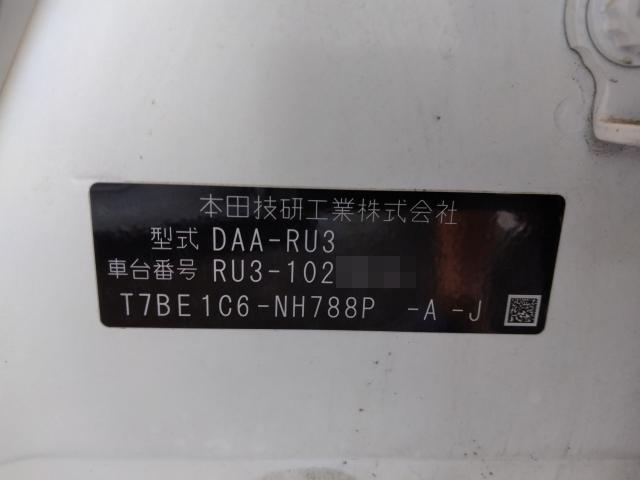 本田技研工業株式会社
型式 DAA-RU3
車台番号 RU3-102
T7BE1C6-NH788P -A -J